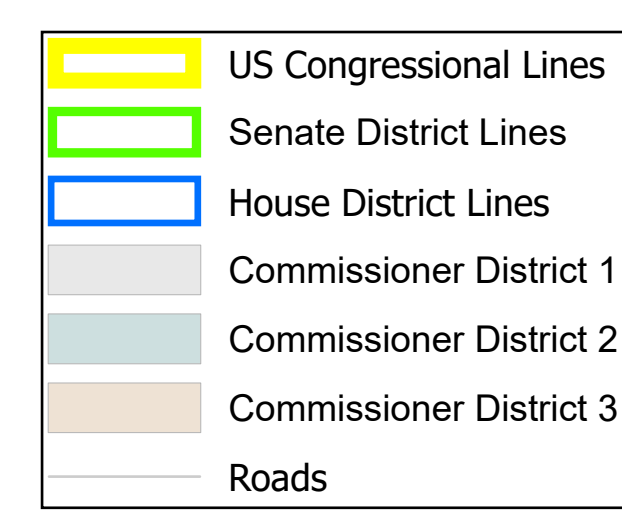 US Congressional Lines
Senate District Lines
House District Lines
Commissioner District 1
Commissioner District 2
Commissioner District 3
Roads